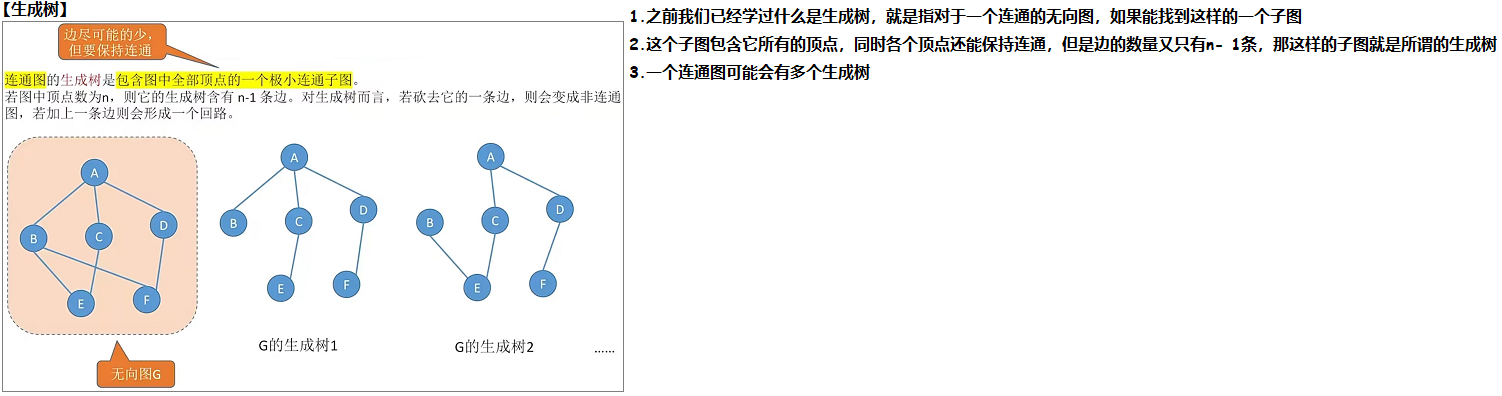 【生成树】
边尽可能的少，
但要保持连通
连通图的生成树是包含图中全部顶点的一个极小连通子图。
若图中顶点数为n，则它的生成树含有 n-1 条边。对生成树而言，若砍去它的一条边，则会变成非连通
图，若加上一条边则会形成一个回路。
A
B
C
D
E
F
无向图G
A
B
C
D
E
F
G的生成树1
A
B
C
D
E
F
G的生成树2
......
1.之前我们已经学过什么是生成树，就是指对于一个连通的无向图，如果能找到这样的一个子图
2.这个子图包含它所有的顶点，同时各个顶点还能保持连通，但是边的数量又只有n- 1条，那这样的子图就是所谓的生成树
3.一个连通图可能会有多个生成树